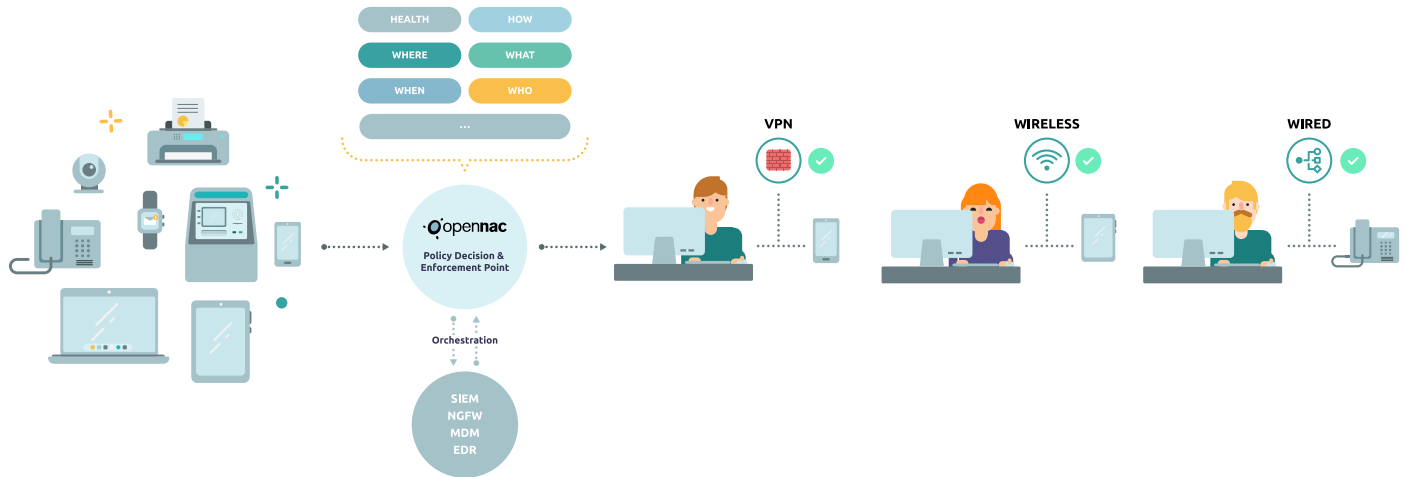 HEALTH
HOW
WHERE
WHAT
WHEN
WHO
...
opennac
Policy Decision &
Enforcement Point
Orchestration
SIEM
NGFW
MDM
EDR
VPN
WIRELESS
WIRED